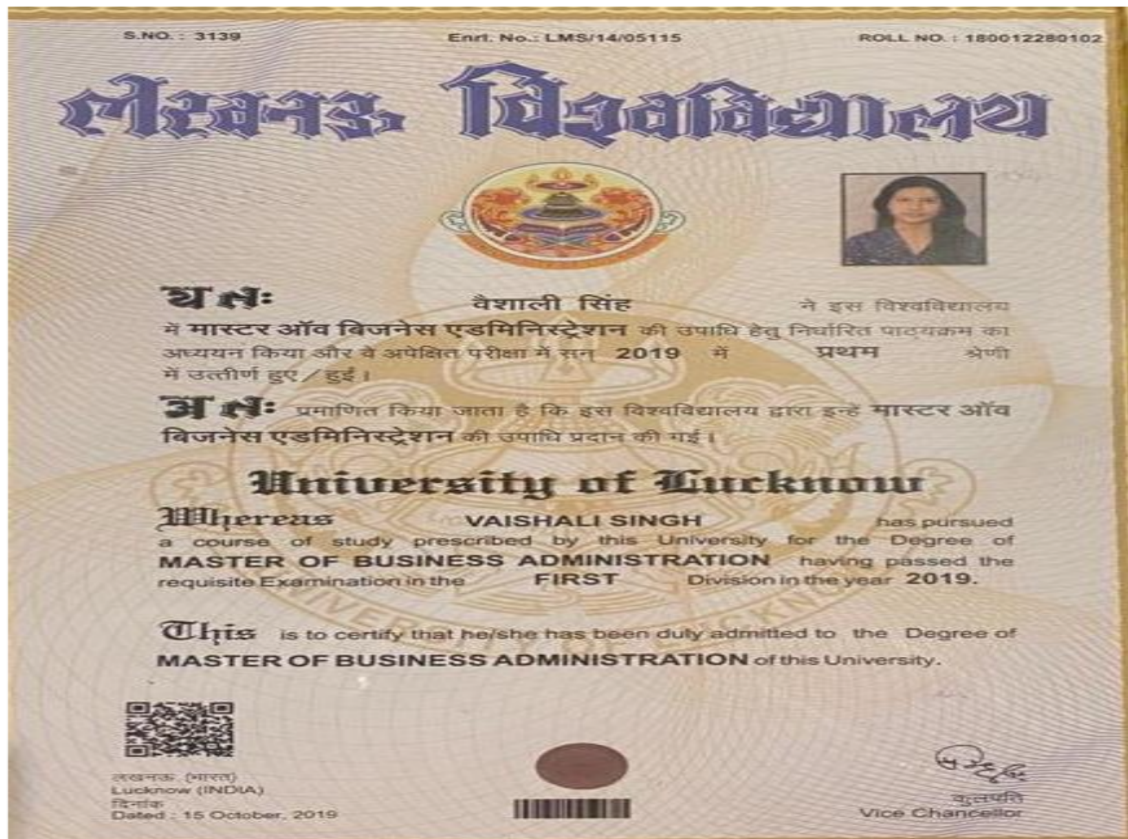 S.NO. : 3139 Enrl. No.: LMS/14/05115 ROLL NO. : 180012280102
लखनऊ विश्वविद्यालय
यतः वैशाली सिंह ने इस विश्वविद्यालय
में मास्टर ऑव बिजनेस एडमिनिस्ट्रेशन की उपाधि हेतु निर्धारित पाठ्यक्रम का
अध्ययन किया और वे अपेक्षित परीक्षा में सन् 2019 में प्रथम श्रेणी
में उत्तीर्ण हुए / हुई।
अतः प्रमाणित किया जाता है कि इस विश्वविद्यालय द्वारा इन्हें मास्टर ऑव
बिजनेस एडमिनिस्ट्रेशन की उपाधि प्रदान की गई।
University of Lucknow
Whereas VAISHALI SINGH has pursued
a course of study prescribed by this University for the Degree of
MASTER OF BUSINESS ADMINISTRATION having passed the
requisite Examination in the FIRST Division in the year 2019.
This is to certify that he/she has been duly admitted to the Degree of
MASTER OF BUSINESS ADMINISTRATION of this University.
लखनऊ (भारत)
Lucknow (INDIA)
दिनांक
Dated : 15 October, 2019
कुलपति
Vice Chancellor